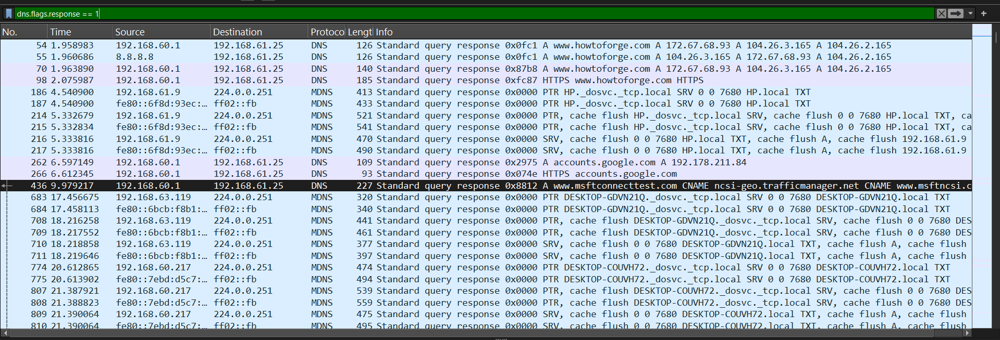 dns.flags.response == 1
No. Time Source Destination Protoco Lengt Info
54 1.958983 192.168.60.1 192.168.61.25 DNS 126 Standard query response 0x0fc1 A www.howtoforge.com A 172.67.68.93 A 104.26.3.165 A 104.26.2.165
55 1.960686 8.8.8.8 192.168.61.25 DNS 126 Standard query response 0x0fc1 A www.howtoforge.com A 104.26.3.165 A 172.67.68.93 A 104.26.2.165
70 1.963890 192.168.60.1 192.168.61.25 DNS 140 Standard query response 0x87b8 A www.howtoforge.com A 172.67.68.93 A 104.26.3.165 A 104.26.2.165
98 2.075987 192.168.60.1 192.168.61.25 DNS 185 Standard query response 0xfc87 HTTPS www.howtoforge.com HTTPS
186 4.540900 192.168.61.9 224.0.0.251 MDNS 413 Standard query response 0x0000 PTR HP._dosvc._tcp.local SRV 0 0 7680 HP.local TXT
187 4.540900 fe80::6f8d:93ec:… ff02::fb MDNS 433 Standard query response 0x0000 PTR HP._dosvc._tcp.local SRV 0 0 7680 HP.local TXT
214 5.332679 192.168.61.9 224.0.0.251 MDNS 521 Standard query response 0x0000 PTR, cache flush HP._dosvc._tcp.local SRV, cache flush 0 0 7680 HP.local TXT, ca
215 5.332834 fe80::6f8d:93ec:… ff02::fb MDNS 541 Standard query response 0x0000 PTR, cache flush HP._dosvc._tcp.local SRV, cache flush 0 0 7680 HP.local TXT, ca
216 5.333816 192.168.61.9 224.0.0.251 MDNS 470 Standard query response 0x0000 SRV, cache flush 0 0 7680 HP.local TXT, cache flush A, cache flush 192.168.61.9
217 5.333816 fe80::6f8d:93ec:… ff02::fb MDNS 490 Standard query response 0x0000 SRV, cache flush 0 0 7680 HP.local TXT, cache flush A, cache flush 192.168.61.9
262 6.597149 192.168.60.1 192.168.61.25 DNS 109 Standard query response 0x2975 A accounts.google.com A 192.178.211.84
266 6.612345 192.168.60.1 192.168.61.25 DNS 93 Standard query response 0x074e HTTPS accounts.google.com
436 9.979217 192.168.60.1 192.168.61.25 DNS 227 Standard query response 0x8812 A www.msftconnecttest.com CNAME ncsi-geo.trafficmanager.net CNAME www.msftncsi.c
683 17.456675 192.168.63.119 224.0.0.251 MDNS 320 Standard query response 0x0000 PTR DESKTOP-GDVN21Q._dosvc._tcp.local SRV 0 0 7680 DESKTOP-GDVN21Q.local TXT
684 17.458113 fe80::6bcb:f8b1:… ff02::fb MDNS 340 Standard query response 0x0000 PTR DESKTOP-GDVN21Q._dosvc._tcp.local SRV 0 0 7680 DESKTOP-GDVN21Q.local TXT
708 18.216258 192.168.63.119 224.0.0.251 MDNS 441 Standard query response 0x0000 PTR, cache flush DESKTOP-GDVN21Q._dosvc._tcp.local SRV, cache flush 0 0 7680 DES
709 18.217552 fe80::6bcb:f8b1:… ff02::fb MDNS 461 Standard query response 0x0000 PTR, cache flush DESKTOP-GDVN21Q._dosvc._tcp.local SRV, cache flush 0 0 7680 DES
710 18.218858 192.168.63.119 224.0.0.251 MDNS 377 Standard query response 0x0000 SRV, cache flush 0 0 7680 DESKTOP-GDVN21Q.local TXT, cache flush A, cache flush
711 18.219646 fe80::6bcb:f8b1:… ff02::fb MDNS 397 Standard query response 0x0000 SRV, cache flush 0 0 7680 DESKTOP-GDVN21Q.local TXT, cache flush A, cache flush
774 20.612865 192.168.60.217 224.0.0.251 MDNS 474 Standard query response 0x0000 PTR DESKTOP-COUVH72._dosvc._tcp.local SRV 0 0 7680 DESKTOP-COUVH72.local TXT
775 20.613902 fe80::7ebd:d5c7:… ff02::fb MDNS 494 Standard query response 0x0000 PTR DESKTOP-COUVH72._dosvc._tcp.local SRV 0 0 7680 DESKTOP-COUVH72.local TXT
807 21.387921 192.168.60.217 224.0.0.251 MDNS 539 Standard query response 0x0000 PTR, cache flush DESKTOP-COUVH72._dosvc._tcp.local SRV, cache flush 0 0 7680 DES
808 21.388823 fe80::7ebd:d5c7:… ff02::fb MDNS 559 Standard query response 0x0000 PTR, cache flush DESKTOP-COUVH72._dosvc._tcp.local SRV, cache flush 0 0 7680 DES
809 21.390064 192.168.60.217 224.0.0.251 MDNS 475 Standard query response 0x0000 SRV, cache flush 0 0 7680 DESKTOP-COUVH72.local TXT, cache flush A, cache flush
810 21.390064 fe80::7ebd:d5c7:… ff02::fb MDNS 495 Standard query response 0x0000 SRV, cache flush 0 0 7680 DESKTOP-COUVH72.local TXT, cache flush A, cache flush